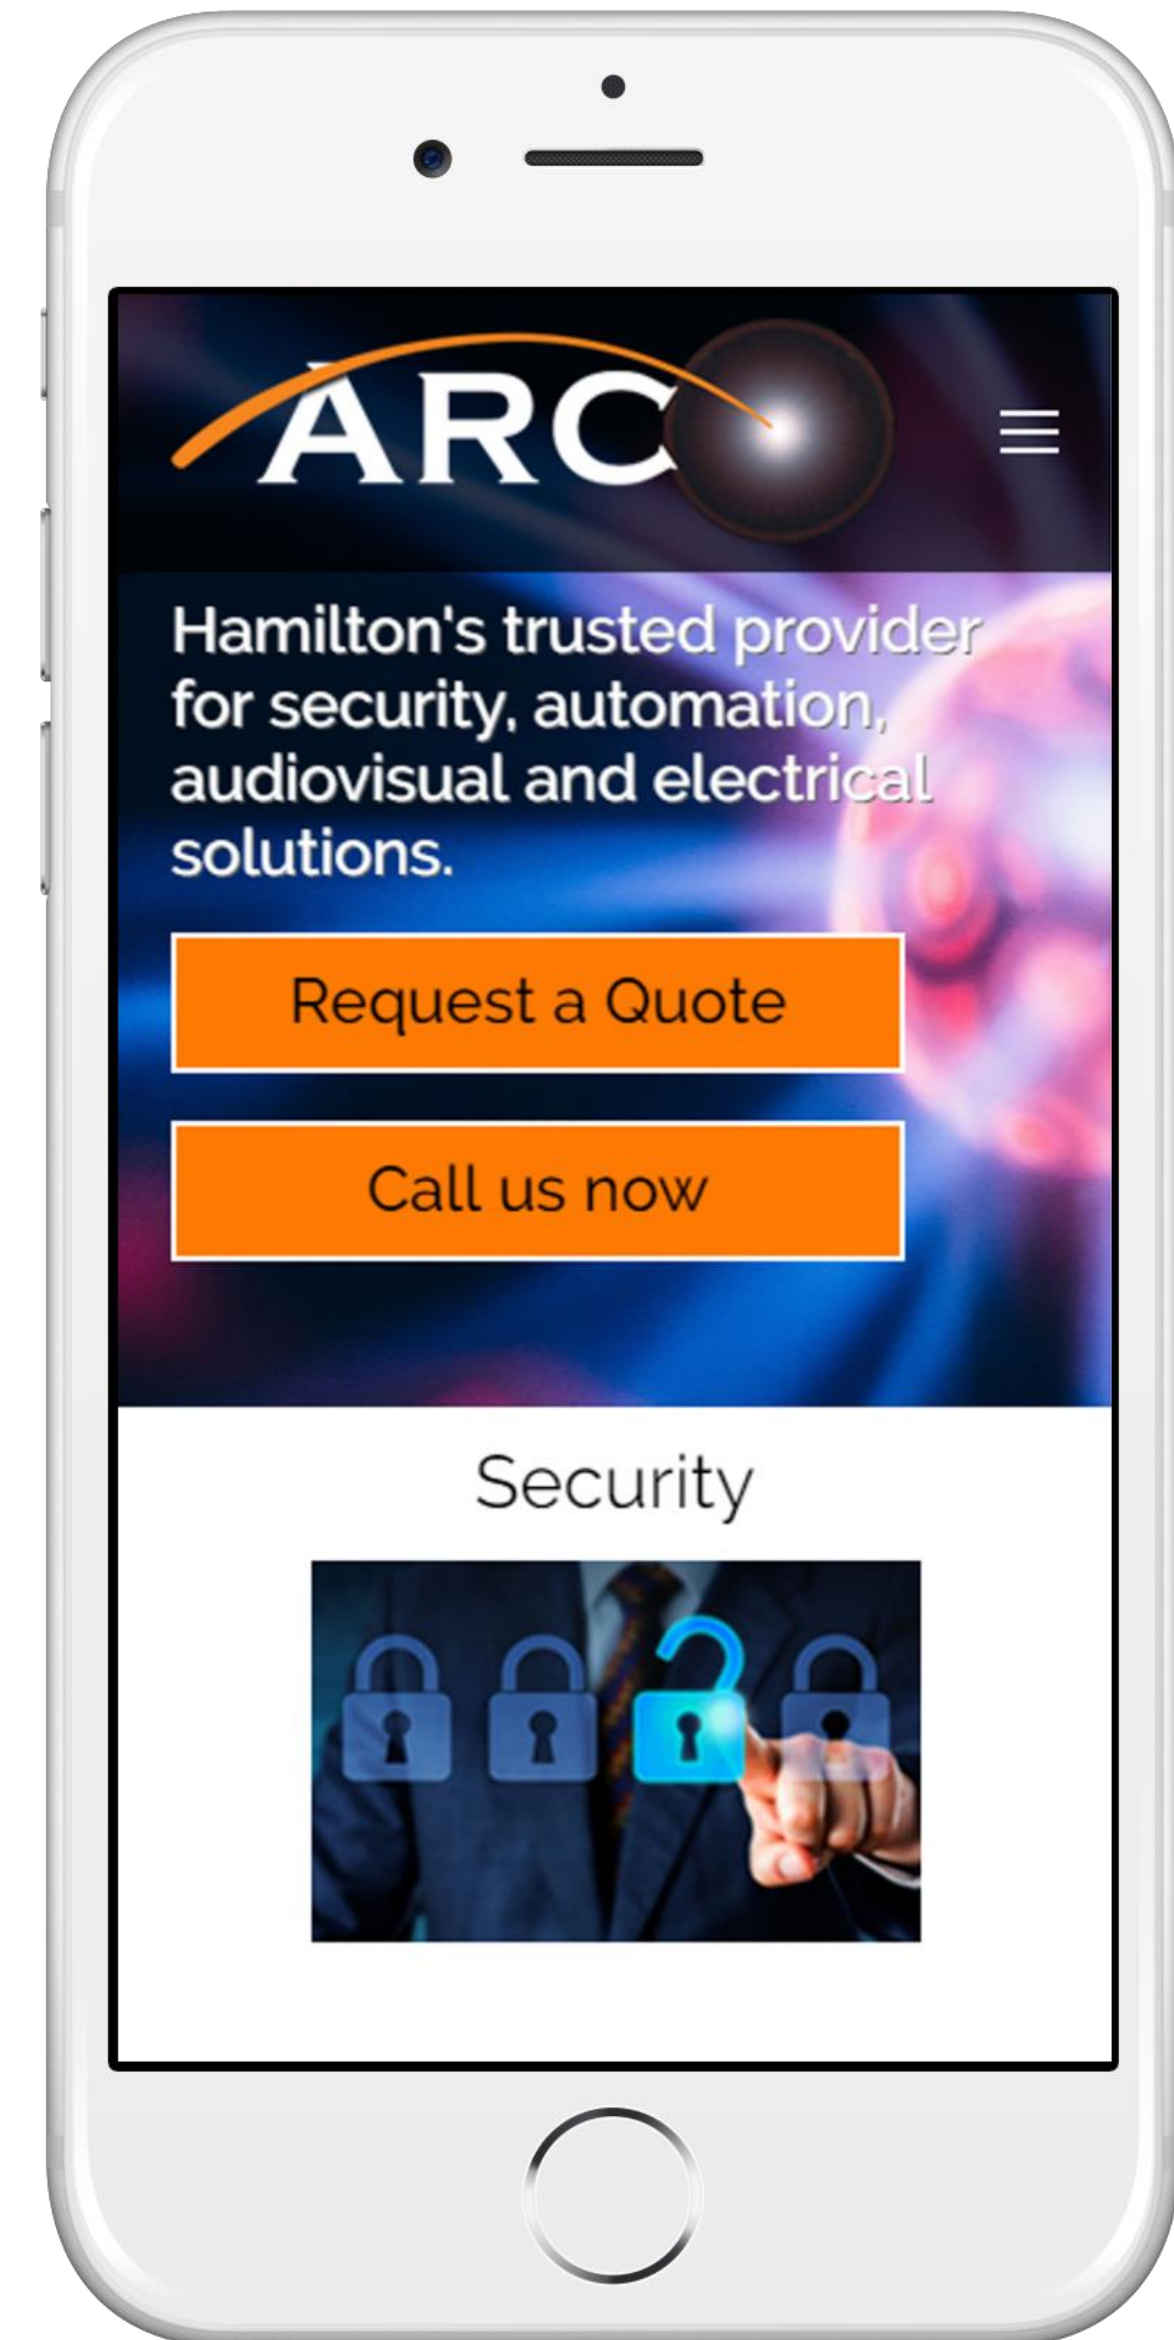 ARC
Hamilton's trusted provider
for security, automation,
audiovisual and electrical
solutions.
Request a Quote
Call us now
Security